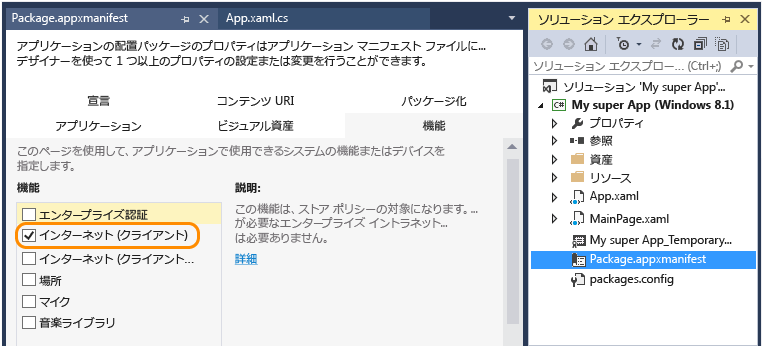 Package.appxmanifest
App.xaml.cs
アプリケーションの配置パッケージのプロパティはアプリケーション マニフェスト ファイルに...
デザイナーを使って 1 つ以上のプロパティの設定または変更を行うことができます。
宣言 コンテンツ URI パッケージ化
アプリケーション ビジュアル資産 機能
このページを使用して、アプリケーションで使用できるシステムの機能またはデバイスを
指定します。
機能
エンタープライズ認証
インターネット (クライアント)
インターネット (クライアント...
場所
マイク
音楽ライブラリ
説明:
この機能は、ストア ポリシーの対象になります。...
が必要なエンタープライズ イントラネット...
は必要ありません。
詳細
ソリューション エクスプローラー
ソリューション エクスプロー... (Ctrl+;)
ソリューション 'My super App'...
My super App (Windows 8.1)
プロパティ
参照
資産
リソース
App.xaml
MainPage.xaml
My super App_Temporary...
Package.appxmanifest
packages.config